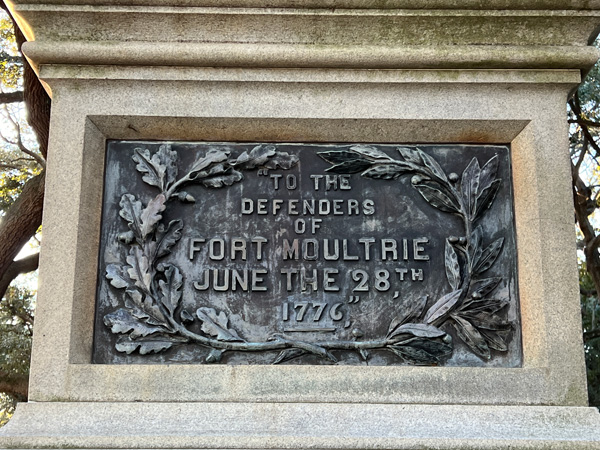 "TO THE
DEFENDERS
OF
FORT MOULTRIE
JUNE THE 28,TH
1776,"